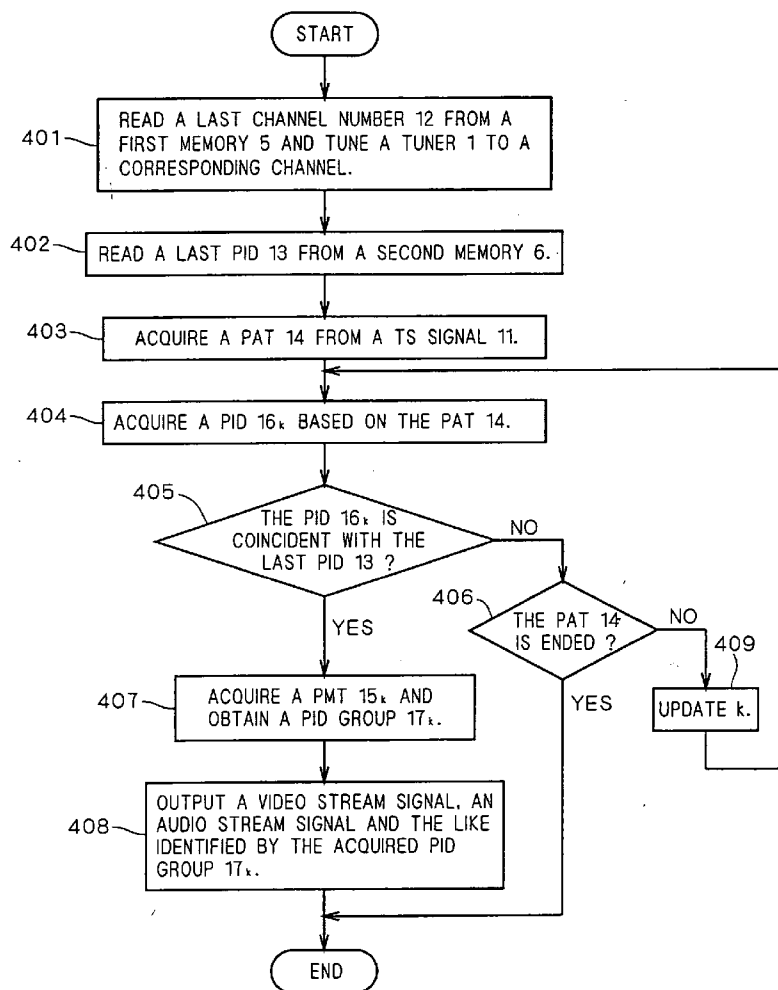 START
401
READ A LAST CHANNEL NUMBER 12 FROM A
FIRST MEMORY 5 AND TUNE A TUNER 1 TO A
CORRESPONDING CHANNEL.
402
READ A LAST PID 13 FROM A SECOND MEMORY 6.
403
ACQUIRE A PAT 14 FROM A TS SIGNAL 11.
404
ACQUIRE A PID 16k BASED ON THE PAT 14.
405
THE PID 16k IS
COINCIDENT WITH THE
LAST PID 13 ?
NO
YES
406
THE PAT 14
IS ENDED ?
NO
YES
409
UPDATE k.
407
ACQUIRE A PMT 15k AND
OBTAIN A PID GROUP 17k.
408
OUTPUT A VIDEO STREAM SIGNAL, AN
AUDIO STREAM SIGNAL AND THE LIKE
IDENTIFIED BY THE ACQUIRED PID
GROUP 17k.
END